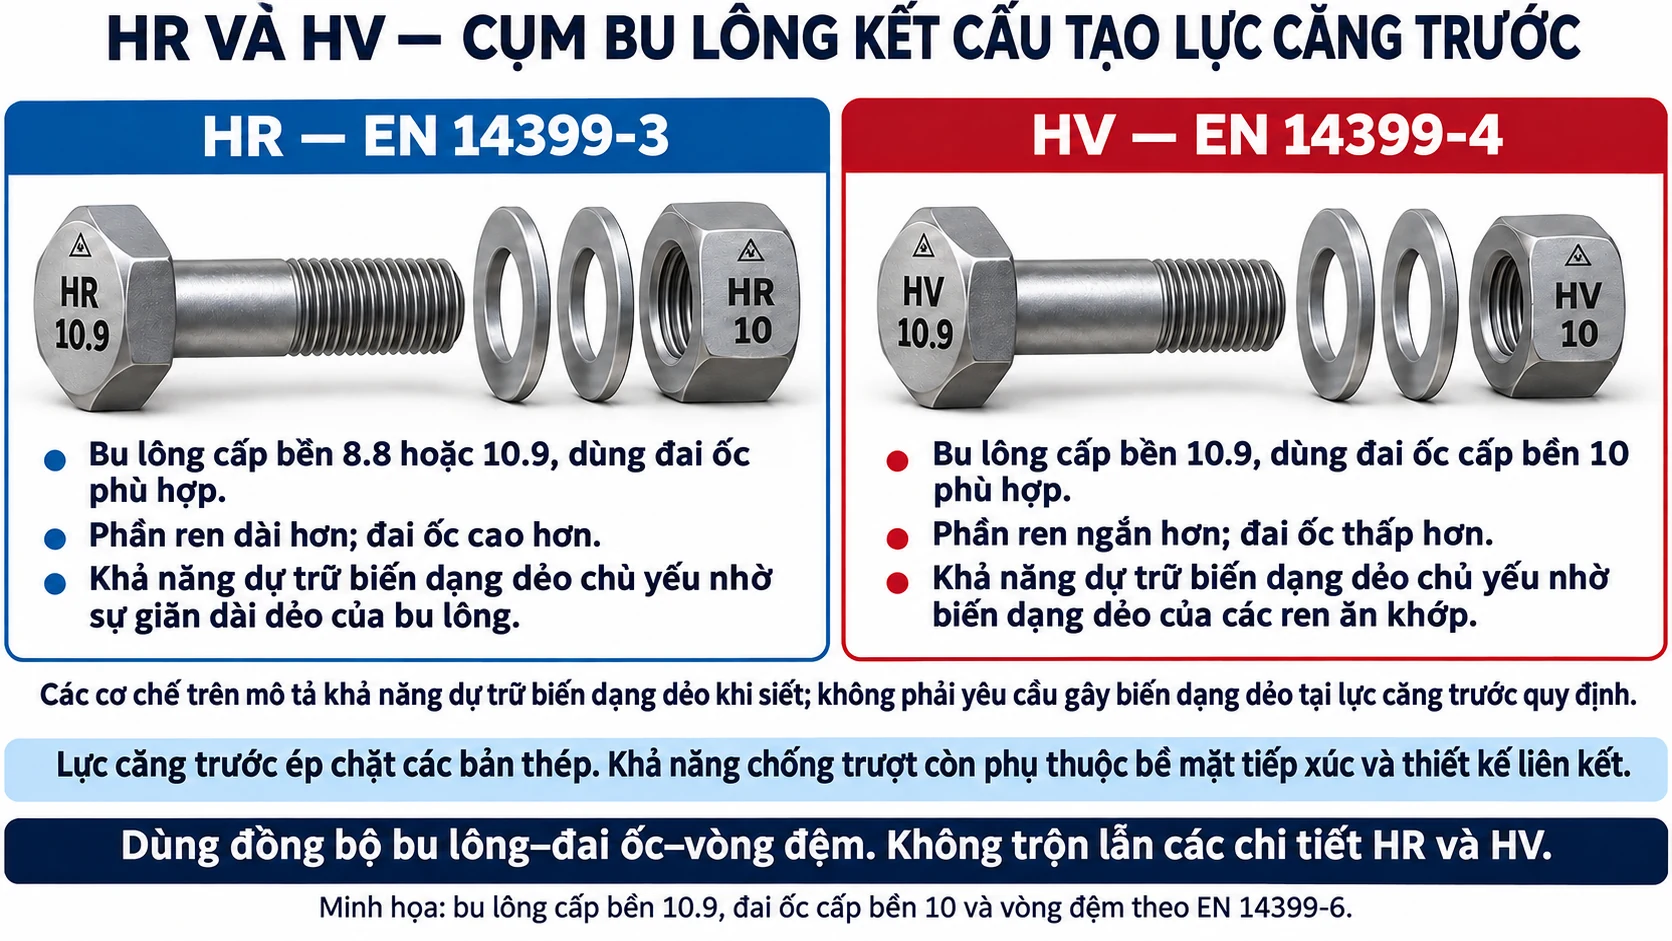 HR VÀ HV — CỤM BU LÔNG KẾT CẤU TẠO LỰC CĂNG TRƯỚC
HR — EN 14399-3
HR
10.9
HR
10
Bu lông cấp bền 8.8 hoặc 10.9, dùng đai ốc
phù hợp.
Phần ren dài hơn; đai ốc cao hơn.
Khả năng dự trữ biến dạng dẻo chù yếu nhờ
sự giãn dài dẻo của bu lông.
HV — EN 14399-4
HV
10.9
HV
10
Bu lông cấp bền 10.9, dùng đai ốc cấp bền 10
phù hợp.
Phần ren ngắn hơn; đai ốc thấp hơn.
Khả năng dự trữ biến dạng dẻo chủ yếu nhờ
biến dạng dẻo của các ren ăn khớp.
Các cơ chế trên mô tả khả năng dự trữ biến dạng dẻo khi siết; không phải yêu cầu gây biến dạng dẻo tại lực căng trước quy định.
Lực căng trước ép chặt các bản thép. Khả năng chống trượt còn phụ thuộc bề mặt tiếp xúc và thiết kế liên kết.
Dùng đồng bộ bu lông–đai ốc–vòng đệm. Không trộn lẫn các chi tiết HR và HV.
Minh họa: bu lông cấp bền 10.9, đai ốc cấp bền 10 và vòng đệm theo EN 14399-6.